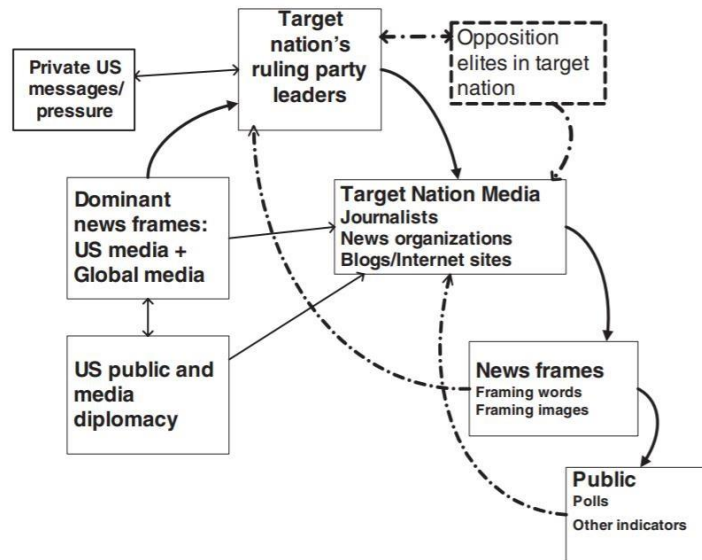 Target
nation's
ruling party
leaders
Opposition
elites in target
nation
Private US
messages/
pressure
Dominant
news frames:
US media +
Global media
Target Nation Media
Journalists
News organizations
Blogs/Internet sites
US public and
media
diplomacy
News frames
Framing words
Framing images
Public
Polls
Other indicators